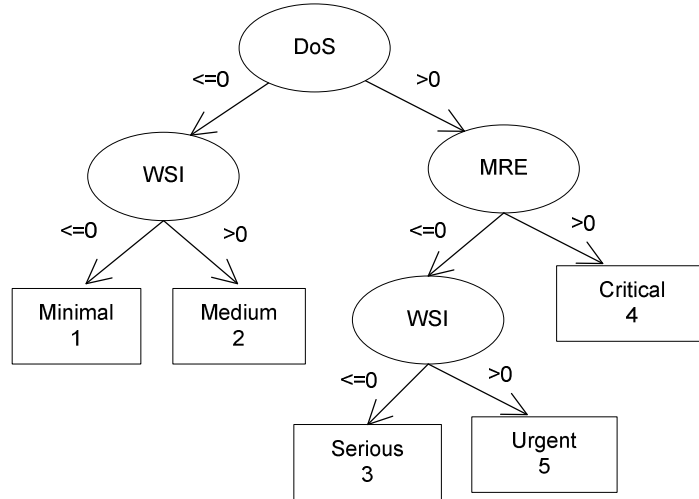 DoS
<=0
>0
WSI
MRE
<=0
>0
<=0
>0
Minimal
1
Medium
2
WSI
Critical
4
<=0
>0
Serious
3
Urgent
5